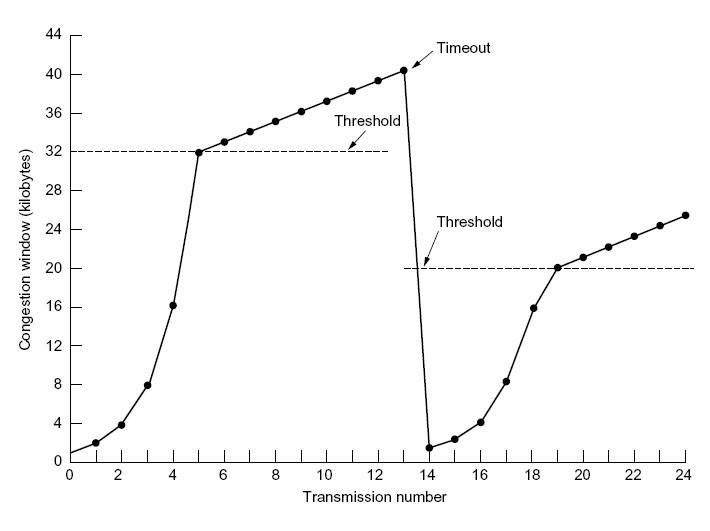 44
Timeout
40
36
Threshold
32
28
Threshold
24
20
16
12
8
4
0
Congestion window (kilobytes)
0 2 4 6 8 10 12 14 16 18 20 22 24
Transmission number